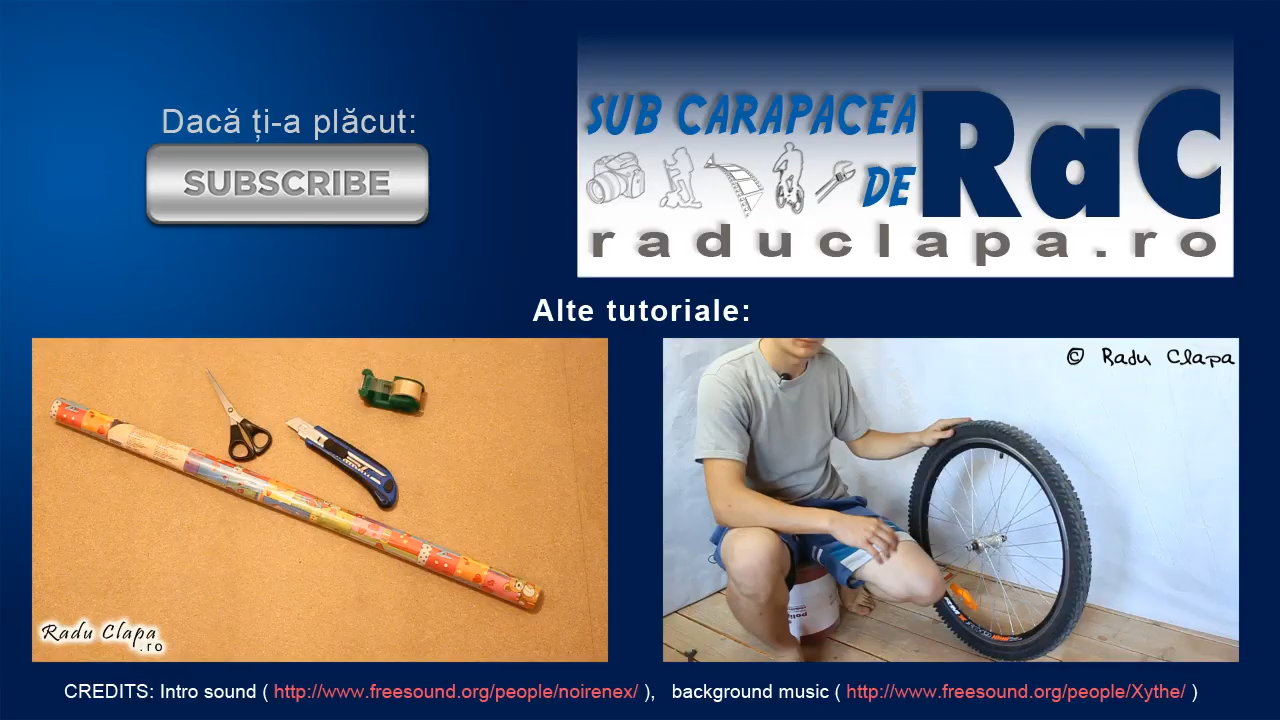 Dacă ți-a plăcut:
SUBSCRIBE
SUB CARAPACEA
DE
RaC
raduclapa.ro
Alte tutoriale:
© Radu Clapa
Radu Clapa
.ro
CREDITS: Intro sound ( http://www.freesound.org/people/noirenex/ ), background music ( http://www.freesound.org/people/Xythe/ )